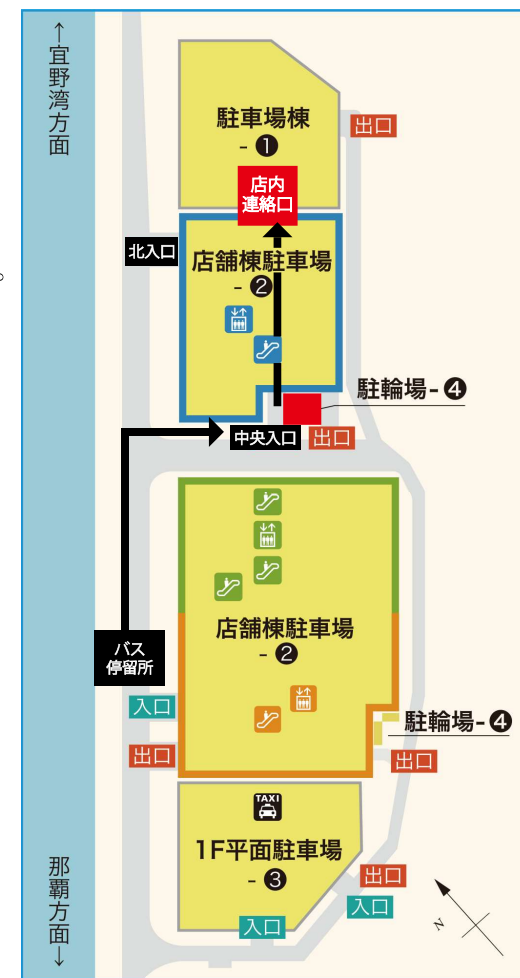 ↑宜野湾方面
駐車場棟
- ❶
出口
店内
連絡口
北入口
店舗棟駐車場
- ❷
。
駐輪場-❹
中央入口
出口
店舗棟駐車場
- ❷
バス
停留所
入口
駐輪場-❹
出口
出口
TAXI
1F平面駐車場
- ❸
出口
入口
入口
那覇方面↓
N